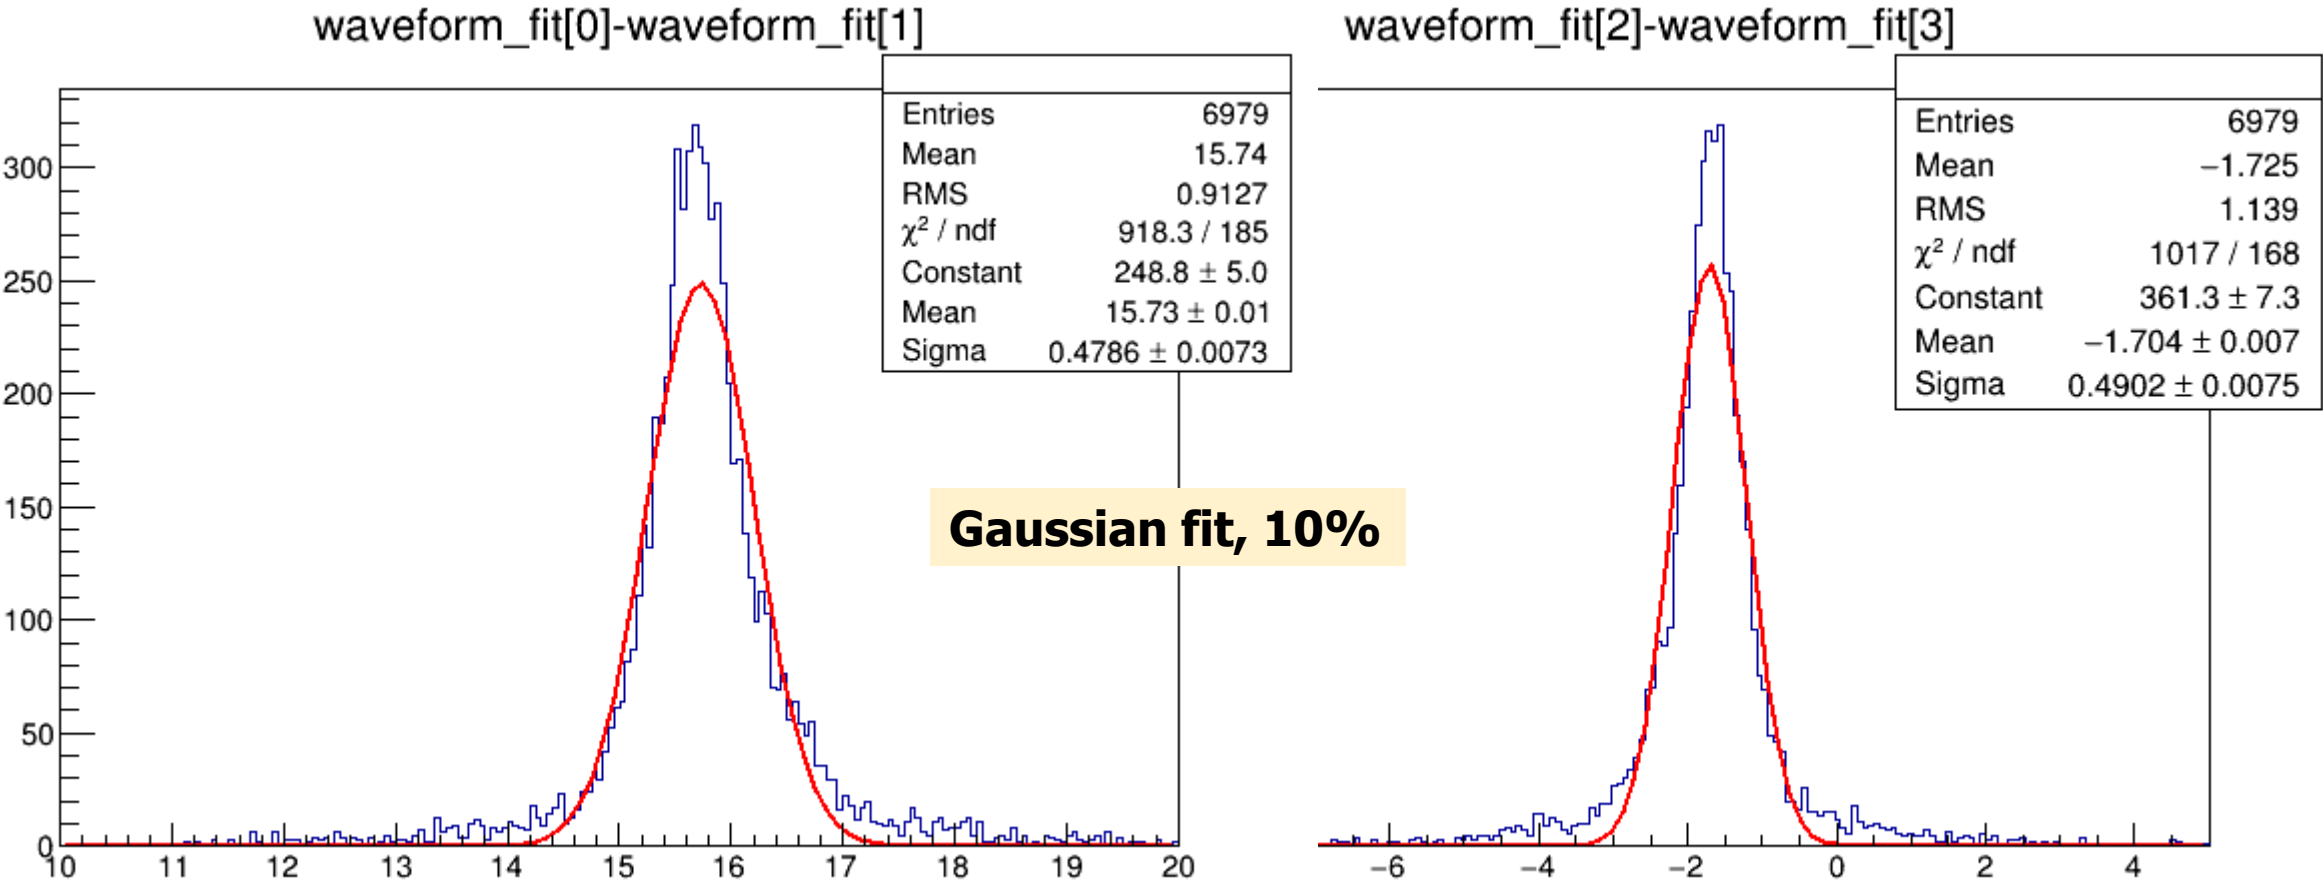 waveform_fit[0]-waveform_fit[1]
Entries 6979
Mean 15.74
RMS 0.9127
χ² / ndf 918.3 / 185
Constant 248.8 ± 5.0
Mean 15.73 ± 0.01
Sigma 0.4786 ± 0.0073
300
250
200
150
100
50
0
10 11 12 13 14 15 16 17 18 19 20
waveform_fit[2]-waveform_fit[3]
Entries 6979
Mean −1.725
RMS 1.139
χ² / ndf 1017 / 168
Constant 361.3 ± 7.3
Mean −1.704 ± 0.007
Sigma 0.4902 ± 0.0075
−6 −4 −2 0 2 4
Gaussian fit, 10%